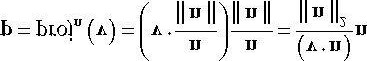 p = proj_u (v) = (v · u / ‖u‖) u / ‖u‖ = (v · u) / ‖u‖² u